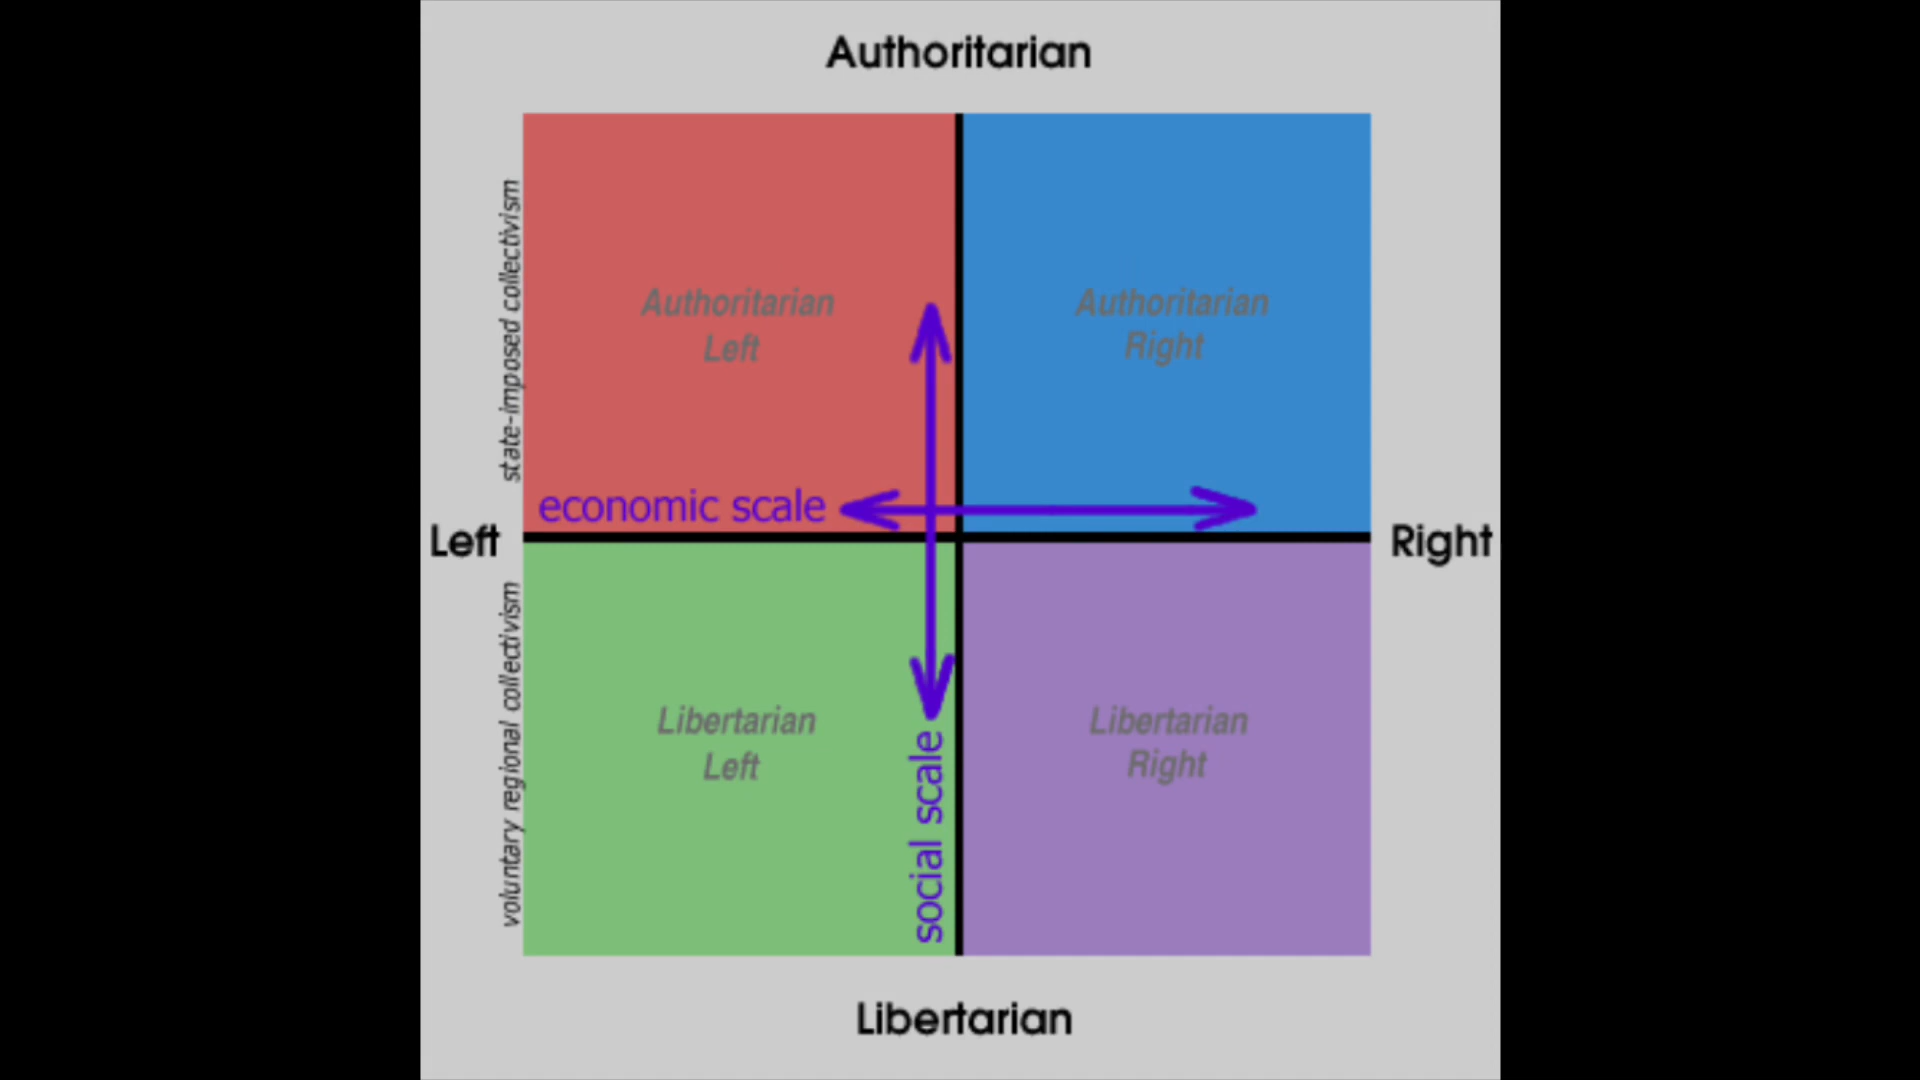 Authoritarian
state-imposed collectivism
Authoritarian
Left
Authoritarian
Right
economic scale
Left
Right
voluntary regional collectivism
Libertarian
Left
social scale
Libertarian
Right
Libertarian